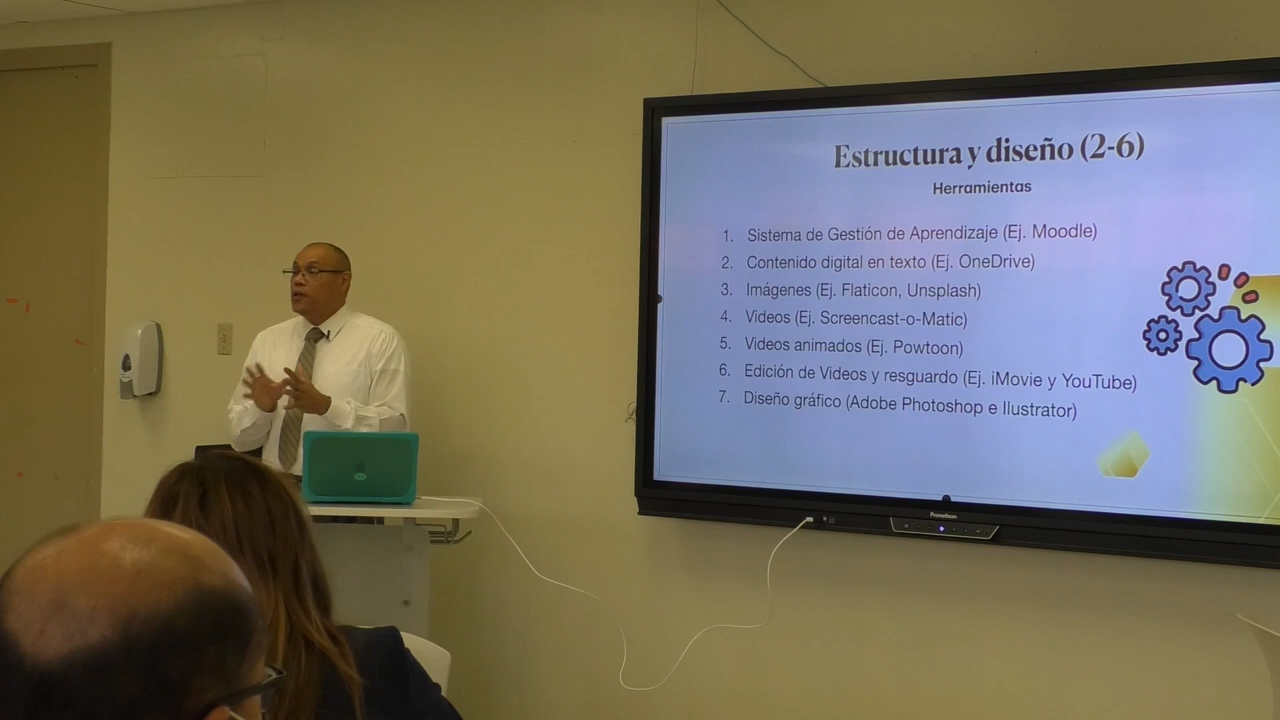 Estructura y diseño (2-6)
Herramientas
1. Sistema de Gestión de Aprendizaje (Ej. Moodle)
2. Contenido digital en texto (Ej. OneDrive)
3. Imágenes (Ej. Flaticon, Unsplash)
4. Videos (Ej. Screencast-o-Matic)
5. Videos animados (Ej. Powtoon)
6. Edición de Videos y resguardo (Ej. iMovie y YouTube)
7. Diseño gráfico (Adobe Photoshop e Ilustrator)
Promethean